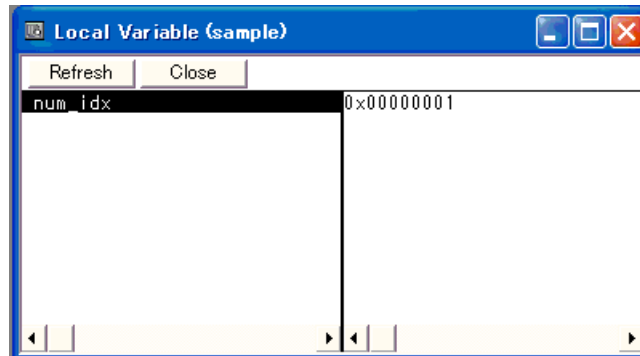 Local Variable (sample)
Refresh Close
num_idx 0x00000001